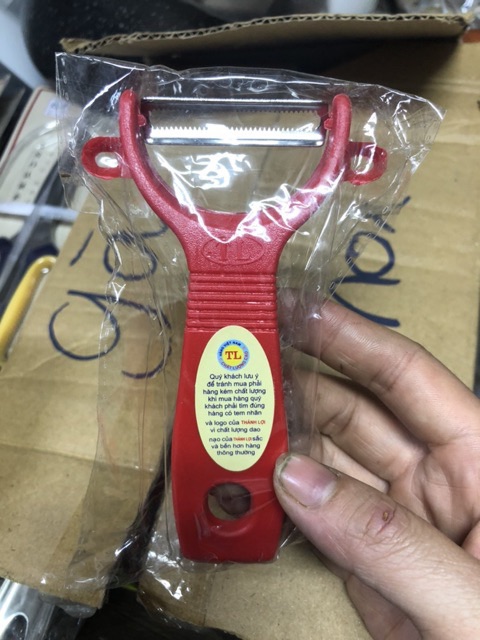 TL
TL
Quý khách lưu ý
để tránh mua phải
hàng kém chất lượng
khi mua hàng quý
khách phải tìm đúng
hàng có tem nhãn
và logo của THÀNH LỢI
vì chất lượng dao
nạo của THÀNH LỢI sắc
và bền hơn hàng
thông thường